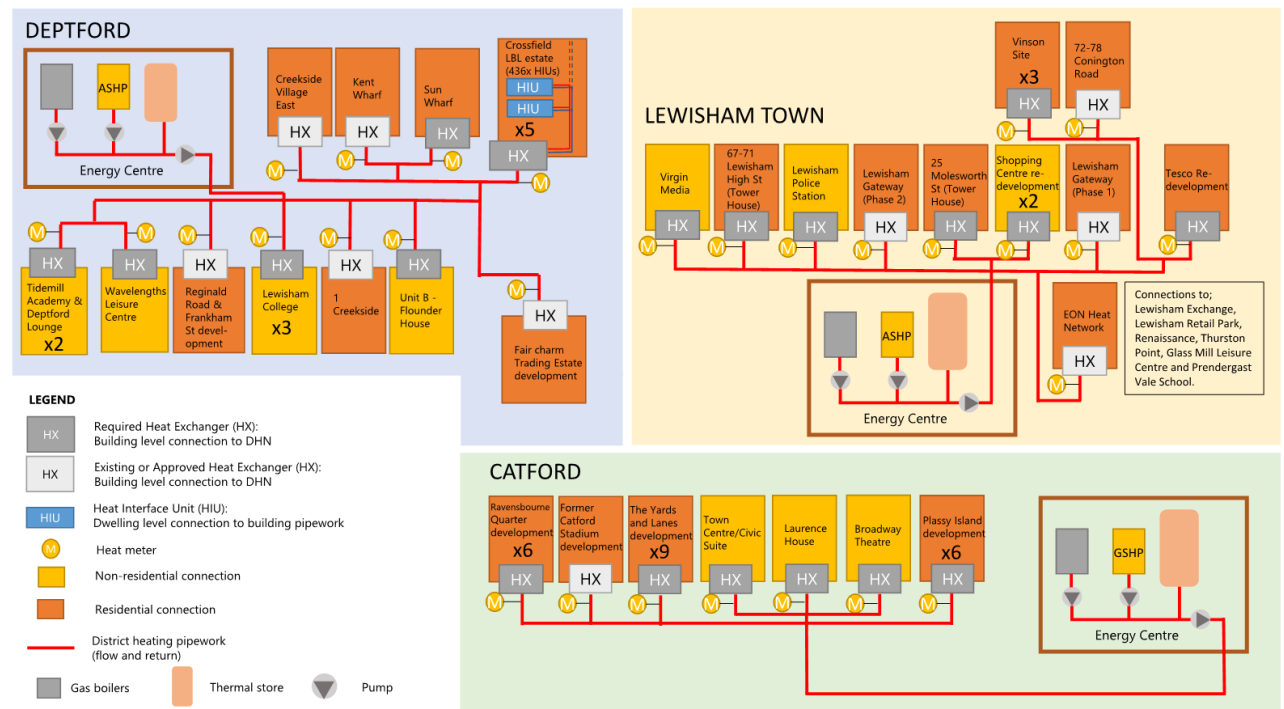 DEPTFORD
ASHP
Energy Centre
Creekside
Village
East
HX
M
Kent
Wharf
HX
M
Sun
Wharf
HX
M
Crossfield
LBL estate
(436x HIUs)
HIU
HIU
x5
HX
M
M
HX
Tidemill
Academy &
Deptford
Lounge
x2
M
HX
Wavelengths
Leisure
Centre
M
HX
Reginald
Road &
Frankham
St devel-
opment
M
HX
Lewisham
College
x3
M
HX
1
Creekside
M
HX
Unit B -
Flounder
House
M
HX
Fair charm
Trading Estate
development
LEWISHAM TOWN
Vinson
Site
x3
HX
M
72-78
Conington
Road
HX
M
Virgin
Media
HX
M
67-71
Lewisham
High St
(Tower
House)
HX
M
Lewisham
Police
Station
HX
M
Lewisham
Gateway
(Phase 2)
HX
M
25
Molesworth
St (Tower
House)
HX
M
Shopping
Centre re-
development
x2
HX
M
Lewisham
Gateway
(Phase 1)
HX
M
Tesco Re-
development
HX
M
ASHP
Energy Centre
EON Heat
Network
HX
M
Connections to;
Lewisham Exchange,
Lewisham Retail Park,
Renaissance, Thurston
Point, Glass Mill Leisure
Centre and Prendergast
Vale School.
LEGEND
HX
Required Heat Exchanger (HX):
Building level connection to DHN
HX
Existing or Approved Heat Exchanger (HX):
Building level connection to DHN
HIU
Heat Interface Unit (HIU):
Dwelling level connection to building pipework
M
Heat meter
Non-residential connection
Residential connection
District heating pipework
(flow and return)
Gas boilers
Thermal store
Pump
CATFORD
Ravensbourne
Quarter
development
x6
HX
M
Former
Catford
Stadium
development
HX
M
The Yards
and Lanes
development
x9
HX
M
Town
Centre/Civic
Suite
HX
M
Laurence
House
HX
M
Broadway
Theatre
HX
M
Plassy Island
development
x6
HX
M
GSHP
Energy Centre